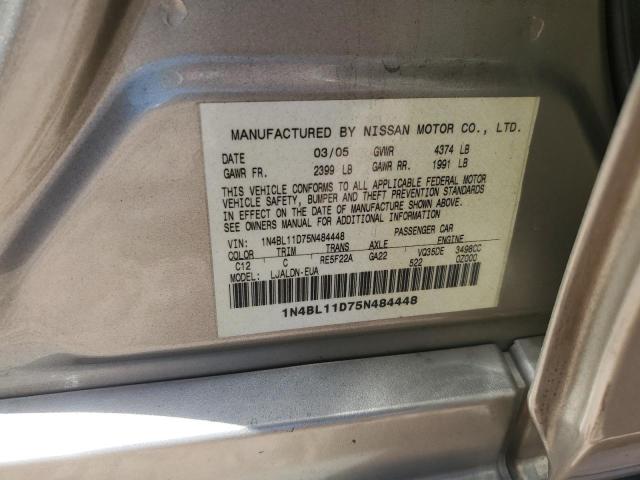 MANUFACTURED BY NISSAN MOTOR CO., LTD.
DATE 03/05 GVWR 4374 LB
GAWR FR. 2399 LB GAWR RR. 1991 LB
THIS VEHICLE CONFORMS TO ALL APPLICABLE FEDERAL MOTOR
VEHICLE SAFETY, BUMPER AND THEFT PREVENTION STANDARDS
IN EFFECT ON THE DATE OF MANUFACTURE SHOWN ABOVE.
SEE OWNERS MANUAL FOR ADDITIONAL INFORMATION
VIN: 1N4BL11D75N484448 PASSENGER CAR
COLOR TRIM TRANS AXLE ENGINE
C12 C RE5F22A GA22 VQ35DE 3498CC
MODEL: LJALDN-EUA 522 0Z000
1N4BL11D75N484448